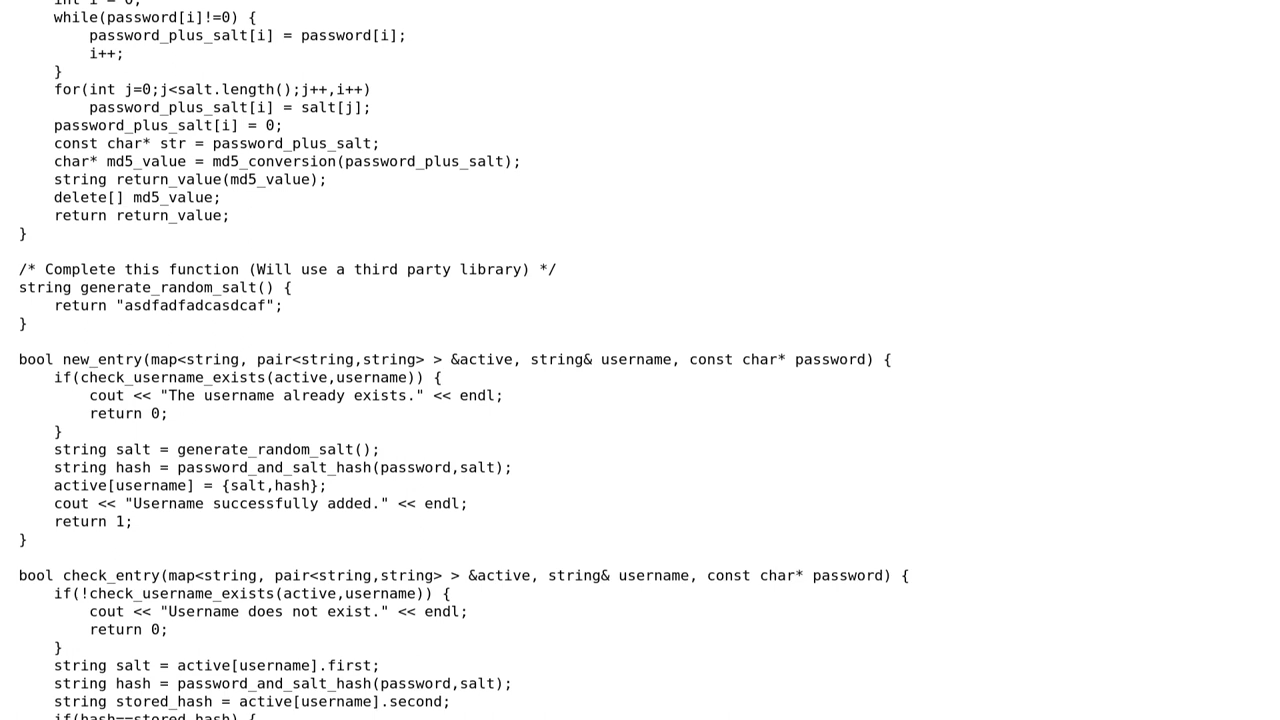 int i = 0;
while(password[i]!=0) {
password_plus_salt[i] = password[i];
i++;
}
for(int j=0;j<salt.length();j++,i++)
password_plus_salt[i] = salt[j];
password_plus_salt[i] = 0;
const char* str = password_plus_salt;
char* md5_value = md5_conversion(password_plus_salt);
string return_value(md5_value);
delete[] md5_value;
return return_value;
}
/* Complete this function (Will use a third party library) */
string generate_random_salt() {
return "asdfadfadcasdcaf";
}
bool new_entry(map<string, pair<string,string> > &active, string& username, const char* password) {
if(check_username_exists(active,username)) {
cout << "The username already exists." << endl;
return 0;
}
string salt = generate_random_salt();
string hash = password_and_salt_hash(password,salt);
active[username] = {salt,hash};
cout << "Username successfully added." << endl;
return 1;
}
bool check_entry(map<string, pair<string,string> > &active, string& username, const char* password) {
if(!check_username_exists(active,username)) {
cout << "Username does not exist." << endl;
return 0;
}
string salt = active[username].first;
string hash = password_and_salt_hash(password,salt);
string stored_hash = active[username].second;
if(hash==stored_hash) {